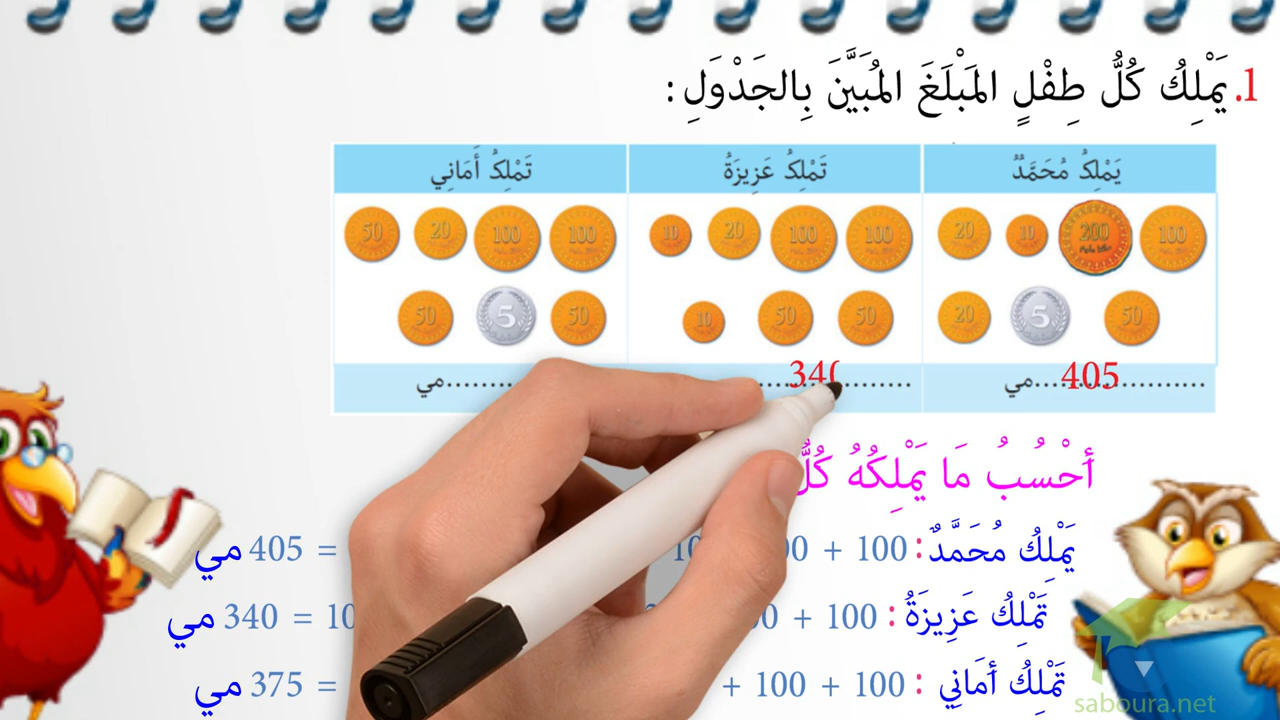 1. يَمْلِكُ كُلُّ طِفْلٍ المَبْلَغَ المُبَيَّنَ بِالجَدْوَلِ :
يَمْلِكُ مُحَمَّدٌ تَمْلِكُ عَزِيزَةُ تَمْلِكُ أَمَانِي
100 200 10 20 100 100 20 10 100 100 20 50
50 5 20 50 50 10 50 5 50
405 مي 340 مي
أَحْسُبُ مَا يَمْلِكُهُ كُلُّ
يَمْلِكُ مُحَمَّدٌ : 100 + = 405 مي
تَمْلِكُ عَزِيزَةُ : 100 + = 340 مي
تَمْلِكُ أَمَانِي : 100 + 100 + = 375 مي
saboura.net